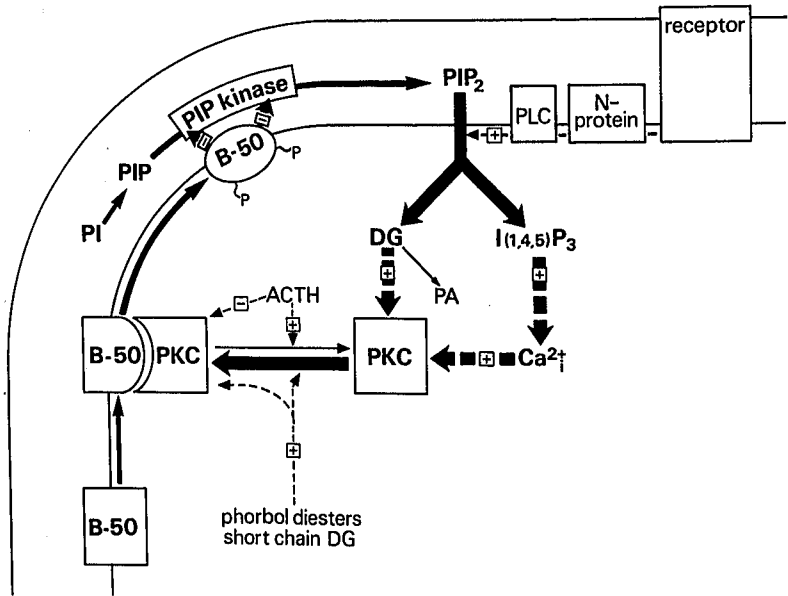 receptor
PIP kinase
PIP₂
PLC
N-
protein
+
−
−
B-50
P
P
PIP
PI
DG
I(1,4,5)P₃
+
+
PA
ACTH
−
+
B-50
PKC
PKC
+
Ca²⁺i
+
B-50
phorbol diesters
short chain DG